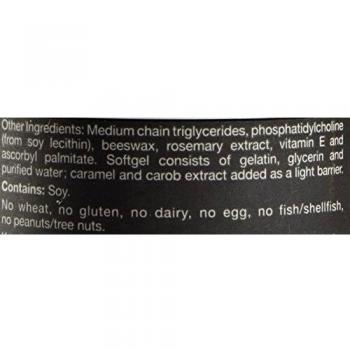 Other Ingredients: Medium chain triglycerides, phosphatidylcholine
(from soy lecithin), beeswax, rosemary extract, vitamin E and
ascorbyl palmitate. Softgel consists of gelatin, glycerin and
purified water; caramel and carob extract added as a light barrier.
Contains: Soy.
No wheat, no gluten, no dairy, no egg, no fish/shellfish,
no peanuts/tree nuts.